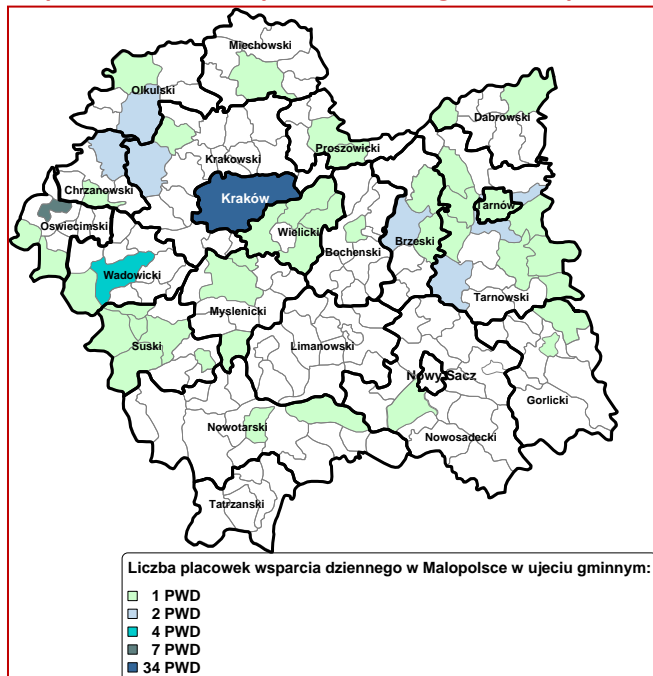 Miechowski
Olkulski
Dabrowski
Proszowicki
Krakowski
Chrzanowski
Kraków
Tarnów
Oswiecimski
Wielicki
Bochenski
Brzeski
Wadowicki
Tarnowski
Myslenicki
Suski
Limanowski
Nowy Sacz
Gorlicki
Nowotarski
Nowosadecki
Tatrzanski
Liczba placowek wsparcia dziennego w Malopolsce w ujeciu gminnym:
1 PWD
2 PWD
4 PWD
7 PWD
34 PWD